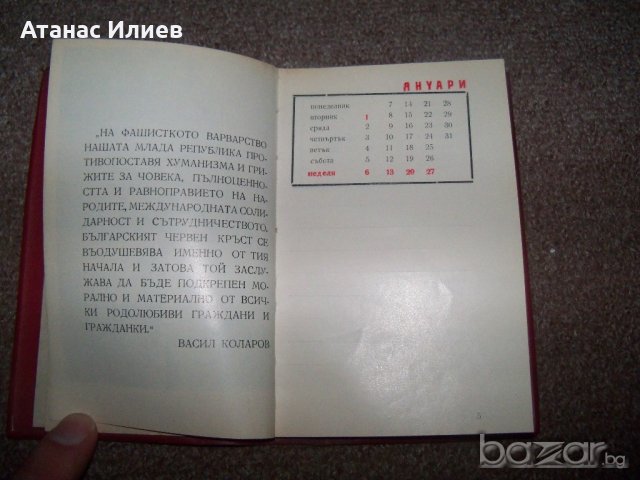 Атанас Илиев
„НА ФАШИСТКОТО ВАРВАРСТВО
НАШАТА МЛАДА РЕПУБЛИКА ПРО-
ТИВОПОСТАВЯ ХУМАНИЗМА И ГРИ-
ЖИТЕ ЗА ЧОВЕКА, ПЪЛНОЦЕННО-
СТТА И РАВНОПРАВИЕТО НА НА-
РОДИТЕ, МЕЖДУНАРОДНАТА СОЛИ-
ДАРНОСТ И СЪТРУДНИЧЕСТВОТО.
БЪЛГАРСКИЯТ ЧЕРВЕН КРЪСТ СЕ
ВЪОДУШЕВЯВА ИМЕННО ОТ ТИЯ
НАЧАЛА И ЗАТОВА ТОЙ ЗАСЛУ-
ЖАВА ДА БЪДЕ ПОДКРЕПЕН МО-
РАЛНО И МАТЕРИАЛНО ОТ ВСИЧ-
КИ РОДОЛЮБИВИ ГРАЖДАНИ И
ГРАЖДАНКИ.“
ВАСИЛ КОЛАРОВ
ЯНУАРИ
понеделник 7 14 21 28
вторник 1 8 15 22 29
сряда 2 9 16 23 30
четвъртък 3 10 17 24 31
петък 4 11 18 25
събота 5 12 19 26
неделя 6 13 20 27
5
bazar.bg